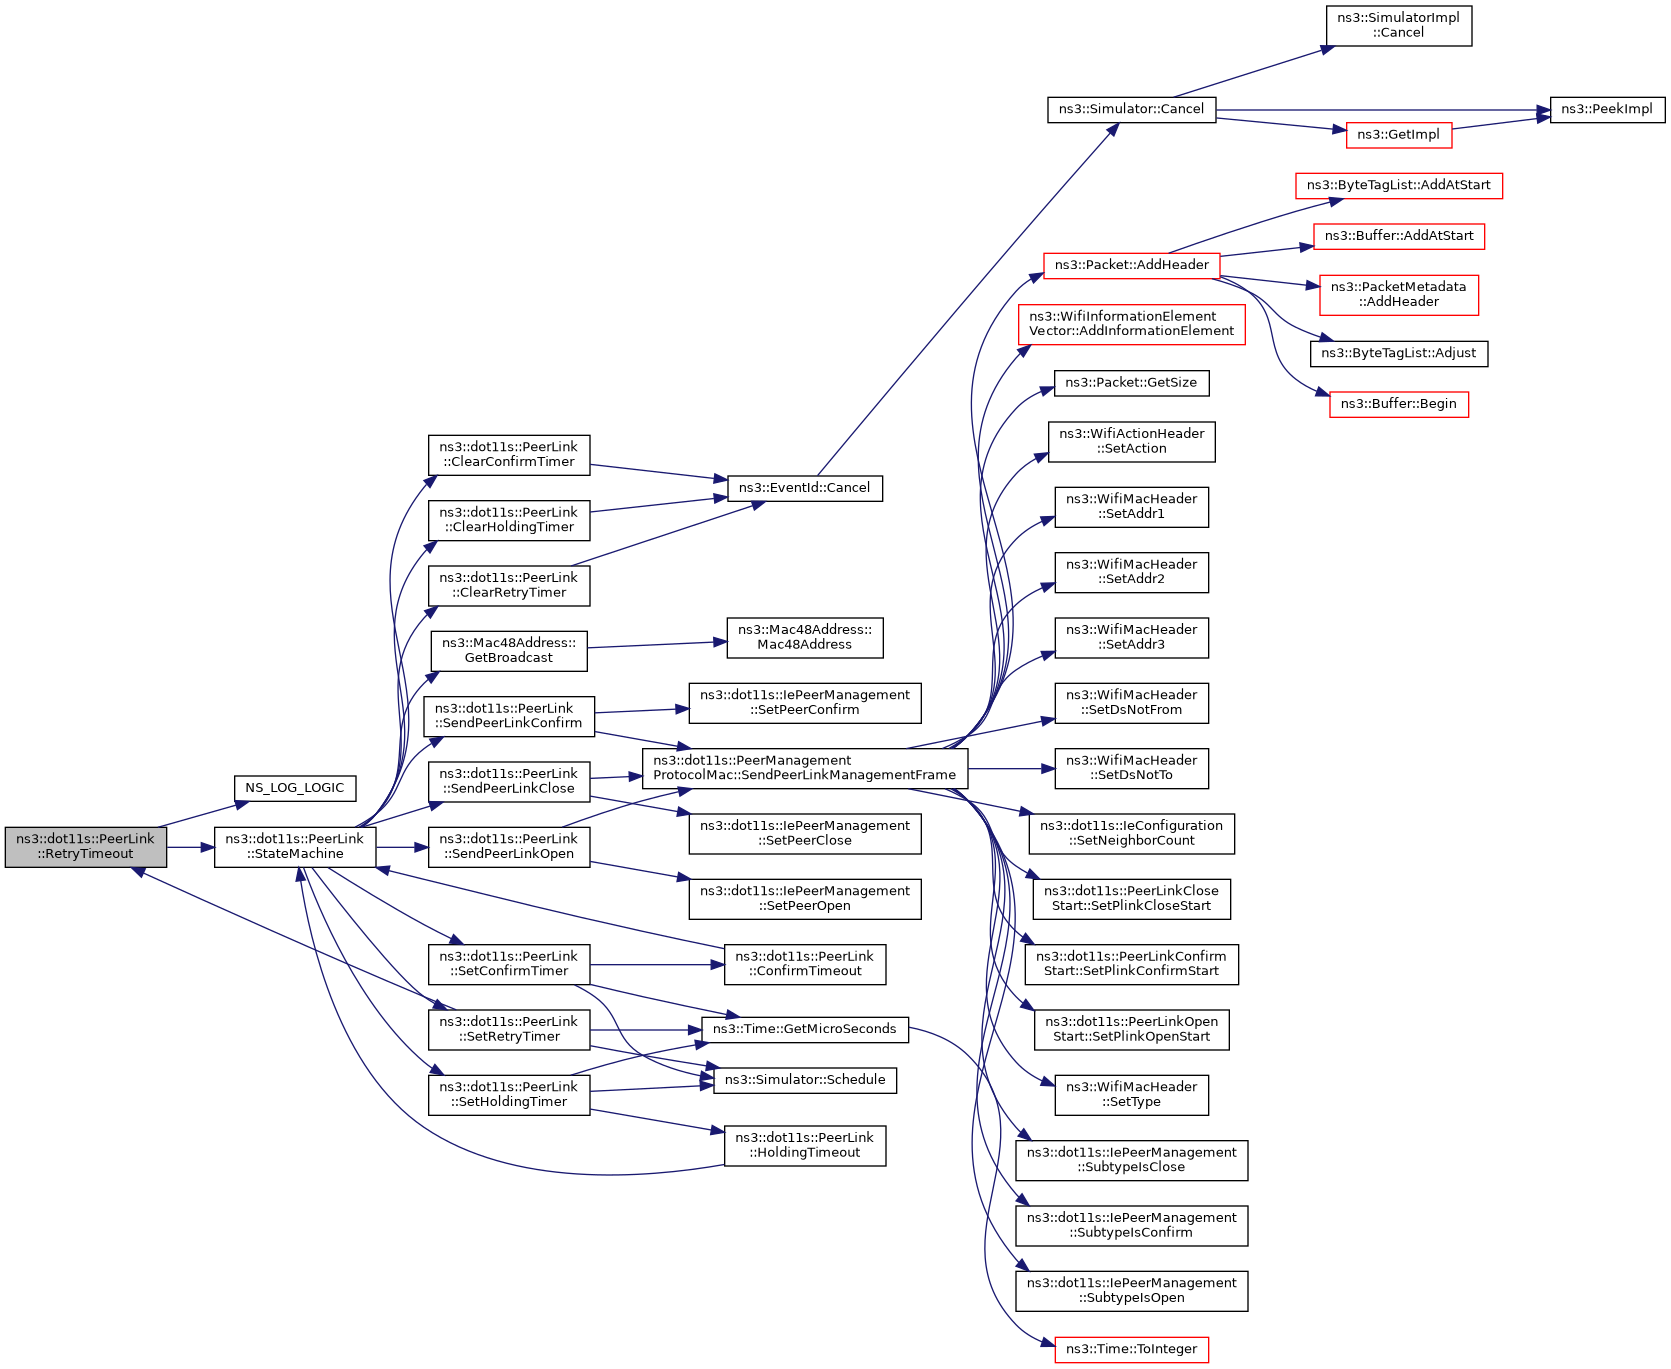 ns3::SimulatorImpl
::Cancel
ns3::Simulator::Cancel
ns3::PeekImpl
ns3::GetImpl
ns3::ByteTagList::AddAtStart
ns3::Buffer::AddAtStart
ns3::Packet::AddHeader
ns3::PacketMetadata
::AddHeader
ns3::WifiInformationElement
Vector::AddInformationElement
ns3::ByteTagList::Adjust
ns3::Packet::GetSize
ns3::Buffer::Begin
ns3::WifiActionHeader
::SetAction
ns3::dot11s::PeerLink
::ClearConfirmTimer
ns3::EventId::Cancel
ns3::WifiMacHeader
::SetAddr1
ns3::dot11s::PeerLink
::ClearHoldingTimer
ns3::WifiMacHeader
::SetAddr2
ns3::dot11s::PeerLink
::ClearRetryTimer
ns3::Mac48Address::
GetBroadcast
ns3::Mac48Address::
Mac48Address
ns3::WifiMacHeader
::SetAddr3
ns3::dot11s::PeerLink
::SendPeerLinkConfirm
ns3::dot11s::IePeerManagement
::SetPeerConfirm
ns3::WifiMacHeader
::SetDsNotFrom
ns3::dot11s::PeerManagement
ProtocolMac::SendPeerLinkManagementFrame
ns3::WifiMacHeader
::SetDsNotTo
NS_LOG_LOGIC
ns3::dot11s::PeerLink
::SendPeerLinkClose
ns3::dot11s::PeerLink
::RetryTimeout
ns3::dot11s::PeerLink
::StateMachine
ns3::dot11s::PeerLink
::SendPeerLinkOpen
ns3::dot11s::IePeerManagement
::SetPeerClose
ns3::dot11s::IeConfiguration
::SetNeighborCount
ns3::dot11s::IePeerManagement
::SetPeerOpen
ns3::dot11s::PeerLinkClose
Start::SetPlinkCloseStart
ns3::dot11s::PeerLink
::SetConfirmTimer
ns3::dot11s::PeerLink
::ConfirmTimeout
ns3::dot11s::PeerLinkConfirm
Start::SetPlinkConfirmStart
ns3::dot11s::PeerLink
::SetRetryTimer
ns3::Time::GetMicroSeconds
ns3::dot11s::PeerLinkOpen
Start::SetPlinkOpenStart
ns3::dot11s::PeerLink
::SetHoldingTimer
ns3::Simulator::Schedule
ns3::WifiMacHeader
::SetType
ns3::dot11s::PeerLink
::HoldingTimeout
ns3::dot11s::IePeerManagement
::SubtypeIsClose
ns3::dot11s::IePeerManagement
::SubtypeIsConfirm
ns3::dot11s::IePeerManagement
::SubtypeIsOpen
ns3::Time::ToInteger